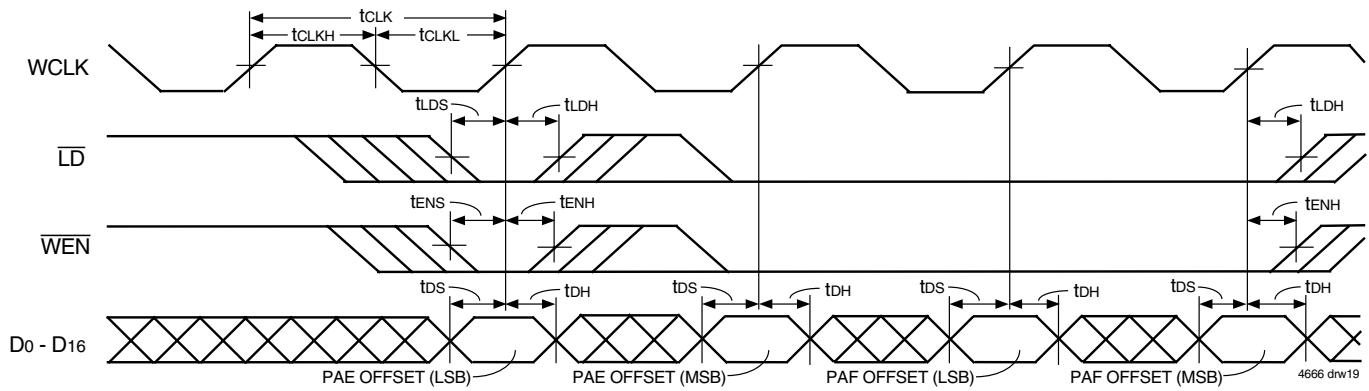 tCLK
tCLKH
tCLKL
WCLK
tLDS
tLDH
tLDH
LD
tENS
tENH
tENH
WEN
tDS
tDH
tDS
tDH
tDS
tDH
tDS
tDH
D0 - D16
PAE OFFSET (LSB)
PAE OFFSET (MSB)
PAF OFFSET (LSB)
PAF OFFSET (MSB)
4666 drw19